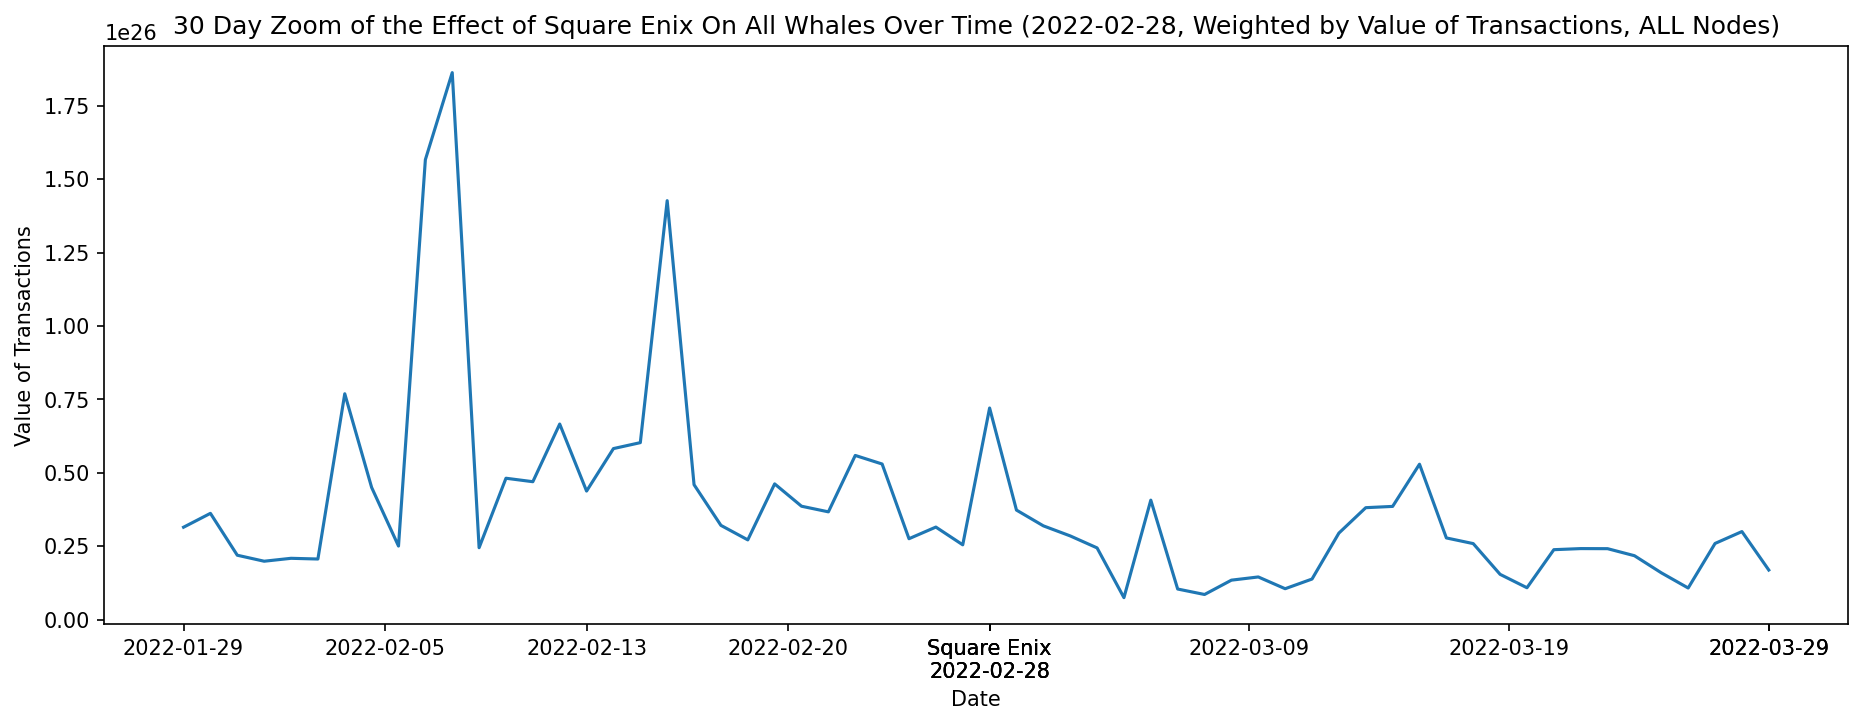 30 Day Zoom of the Effect of Square Enix On All Whales Over Time (2022-02-28, Weighted by Value of Transactions, ALL Nodes)
1e26
1.75
1.50
1.25
1.00
0.75
0.50
0.25
0.00
Value of Transactions
2022-01-29 2022-02-05 2022-02-13 2022-02-20 Square Enix 2022-03-09 2022-03-19 2022-03-29
2022-02-28
Date